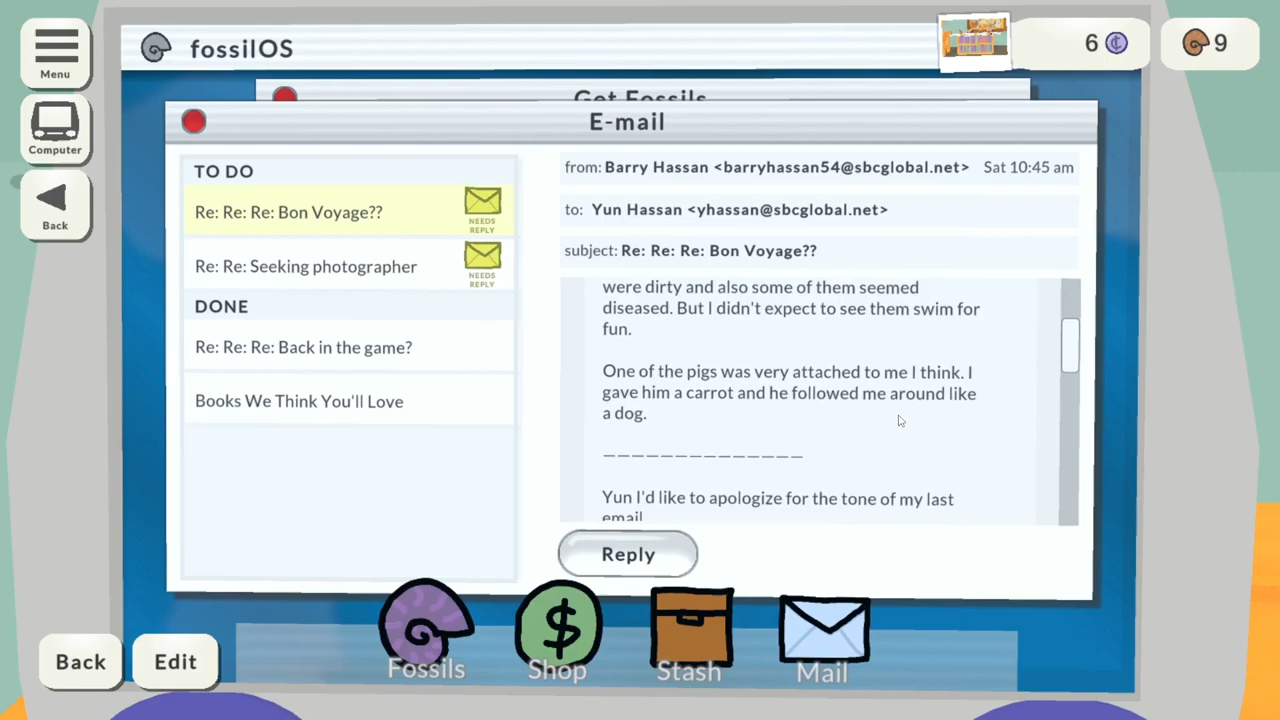 Menu
Computer
Back
fossilOS
6
9
Get Fossils
E-mail
TO DO
Re: Re: Re: Bon Voyage??
NEEDS REPLY
Re: Re: Seeking photographer
NEEDS REPLY
DONE
Re: Re: Re: Back in the game?
Books We Think You'll Love
from: Barry Hassan <barryhassan54@sbcglobal.net> Sat 10:45 am
to: Yun Hassan <yhassan@sbcglobal.net>
subject: Re: Re: Re: Bon Voyage??
were dirty and also some of them seemed
diseased. But I didn't expect to see them swim for
fun.
One of the pigs was very attached to me I think. I
gave him a carrot and he followed me around like
a dog.
——————————————
Yun I'd like to apologize for the tone of my last
email
Reply
Back
Edit
Fossils
Shop
Stash
Mail